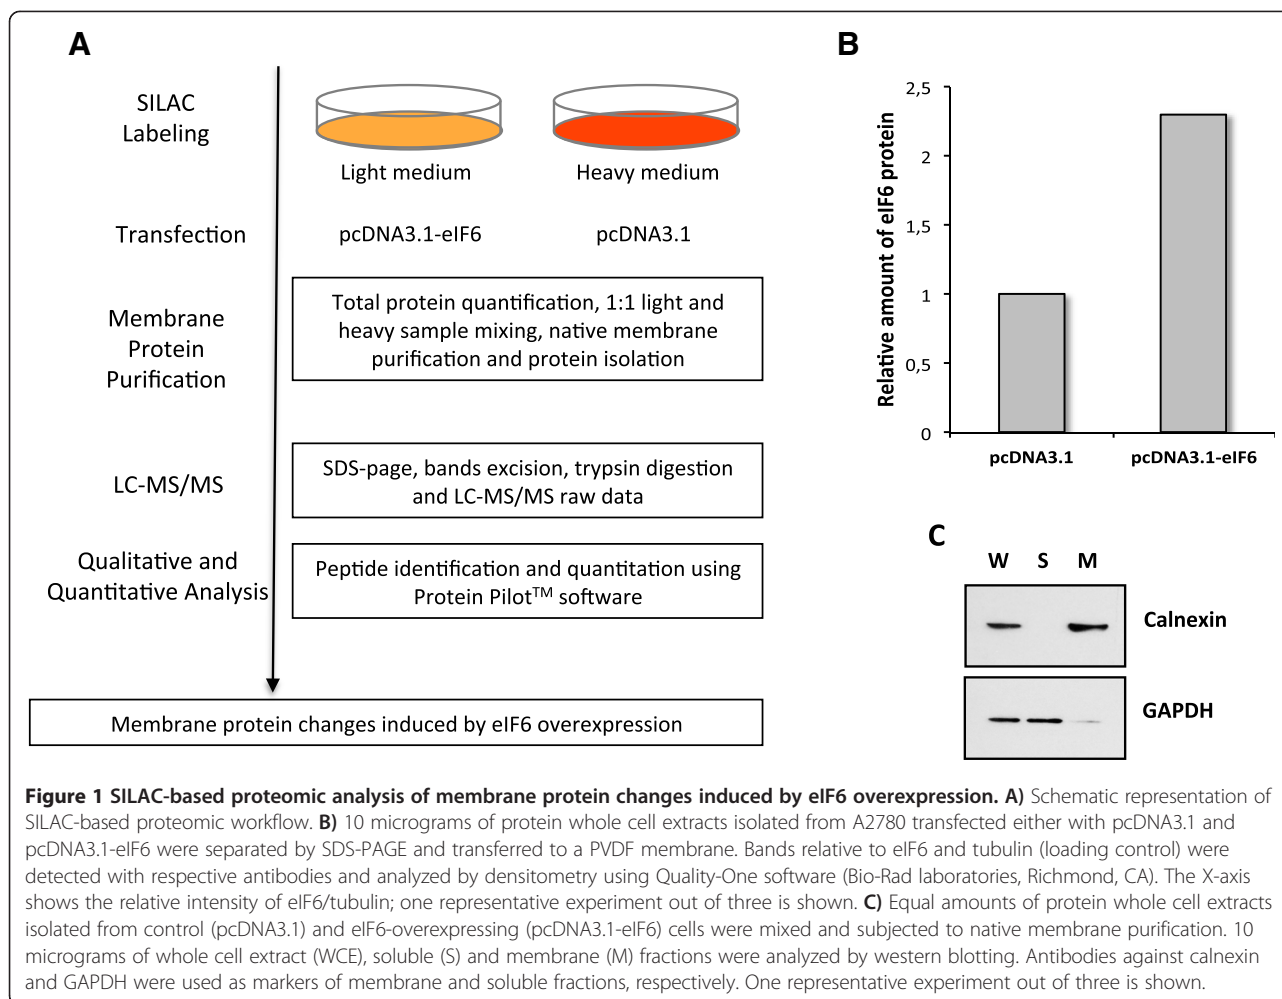 A
SILAC
Labeling
Light medium
Heavy medium
Transfection
pcDNA3.1-eIF6
pcDNA3.1
Membrane
Protein
Purification
Total protein quantification, 1:1 light and
heavy sample mixing, native membrane
purification and protein isolation
LC-MS/MS
SDS-page, bands excision, trypsin digestion
and LC-MS/MS raw data
Qualitative and
Quantitative Analysis
Peptide identification and quantitation using
Protein Pilot™ software
Membrane protein changes induced by eIF6 overexpression
B
Relative amount of eIF6 protein
2,5
2
1,5
1
0,5
0
pcDNA3.1
pcDNA3.1-eIF6
C
W S M
Calnexin
GAPDH
Figure 1 SILAC-based proteomic analysis of membrane protein changes induced by eIF6 overexpression. A) Schematic representation of
SILAC-based proteomic workflow. B) 10 micrograms of protein whole cell extracts isolated from A2780 transfected either with pcDNA3.1 and
pcDNA3.1-eIF6 were separated by SDS-PAGE and transferred to a PVDF membrane. Bands relative to eIF6 and tubulin (loading control) were
detected with respective antibodies and analyzed by densitometry using Quality-One software (Bio-Rad laboratories, Richmond, CA). The X-axis
shows the relative intensity of eIF6/tubulin; one representative experiment out of three is shown. C) Equal amounts of protein whole cell extracts
isolated from control (pcDNA3.1) and eIF6-overexpressing (pcDNA3.1-eIF6) cells were mixed and subjected to native membrane purification. 10
micrograms of whole cell extract (WCE), soluble (S) and membrane (M) fractions were analyzed by western blotting. Antibodies against calnexin
and GAPDH were used as markers of membrane and soluble fractions, respectively. One representative experiment out of three is shown.